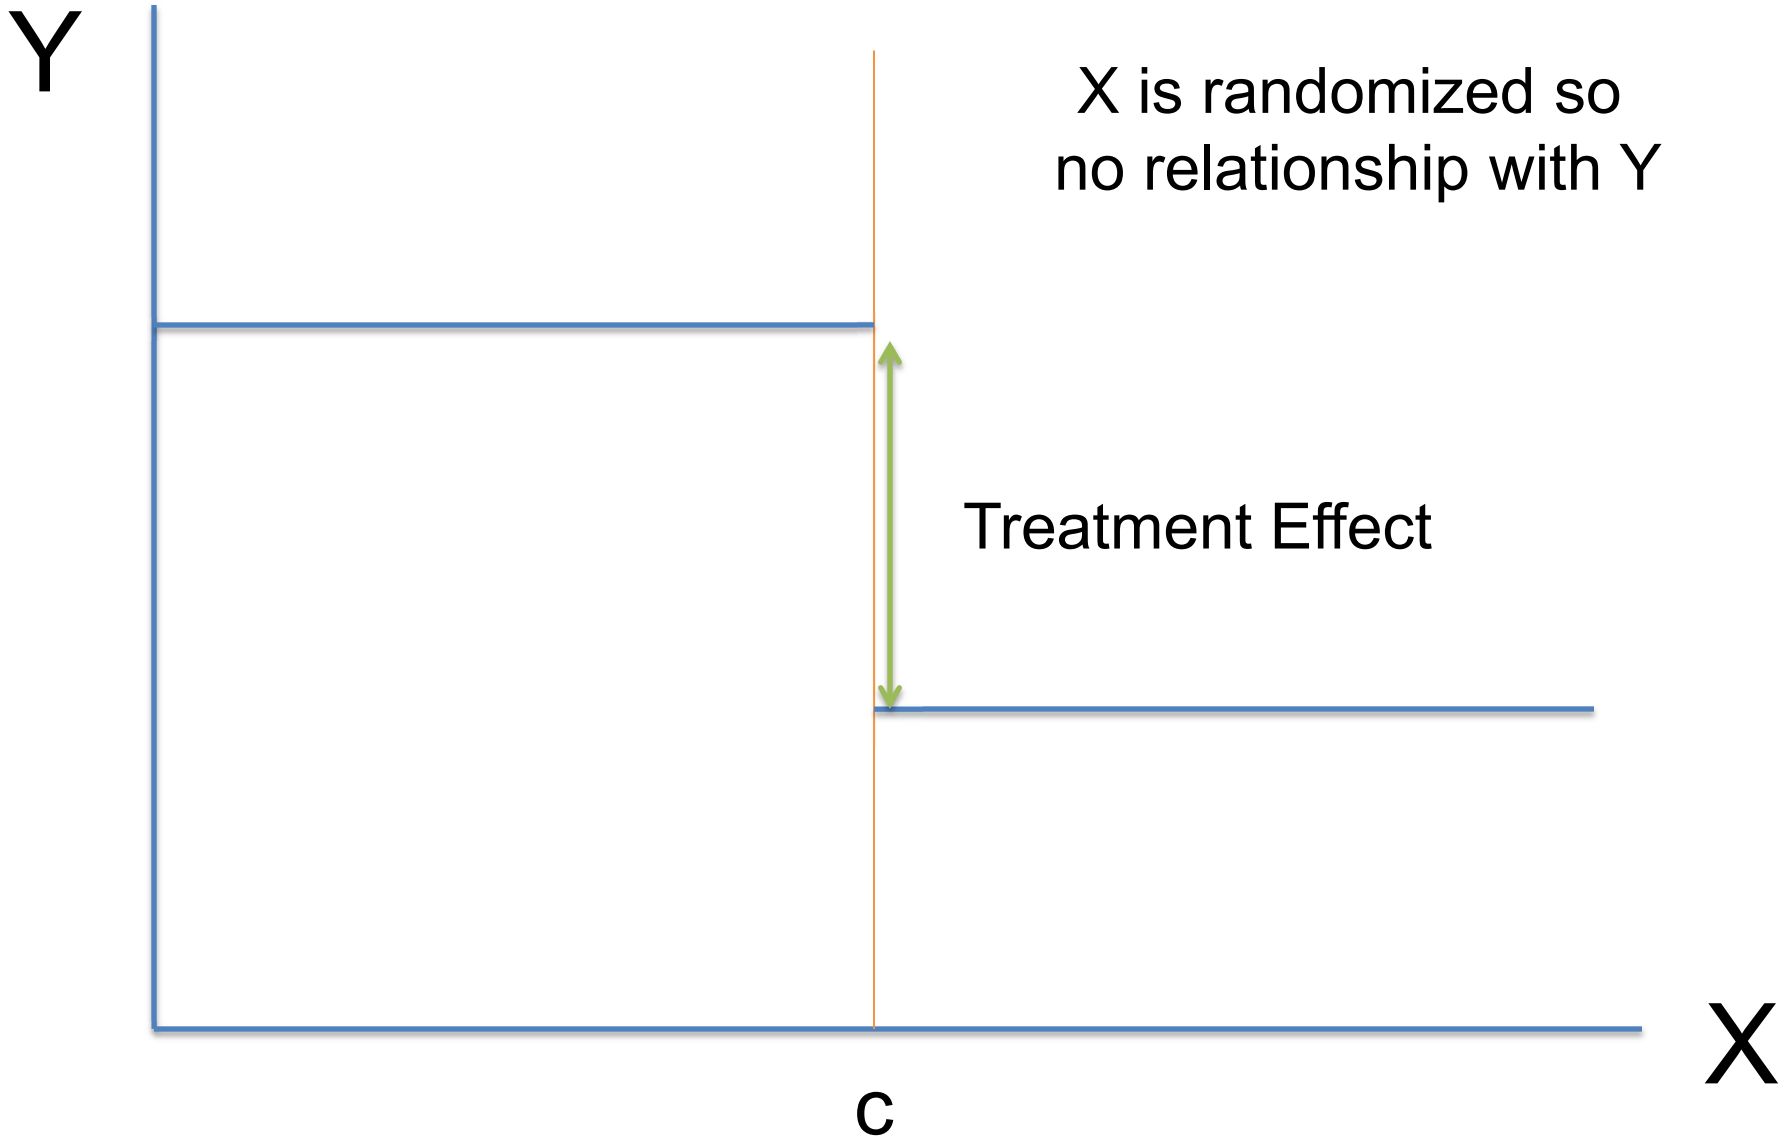 Y
X is randomized so
no relationship with Y
Treatment Effect
X
c